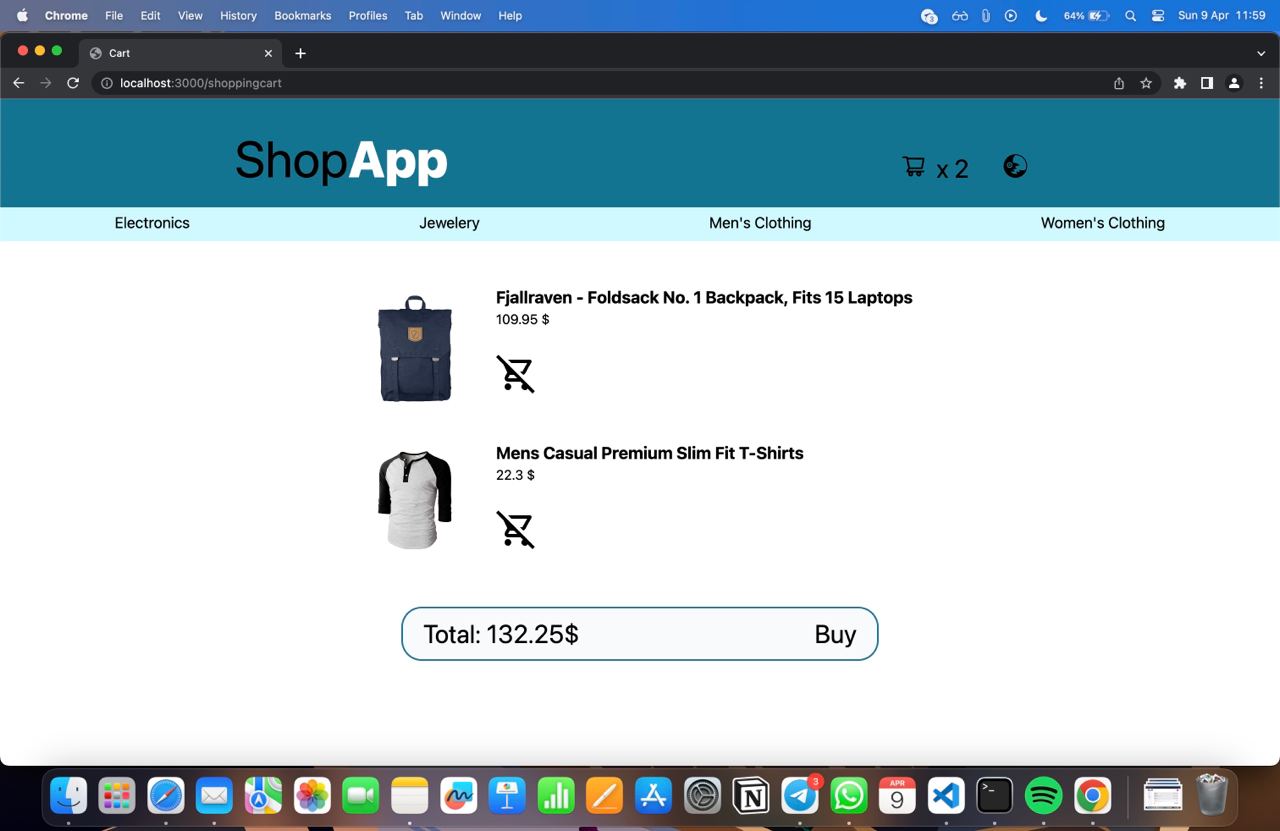 Chrome File Edit View History Bookmarks Profiles Tab Window Help 3 64% Sun 9 Apr 11:59
Cart
localhost:3000/shoppingcart
ShopApp x 2
Electronics Jewelery Men's Clothing Women's Clothing
Fjallraven - Foldsack No. 1 Backpack, Fits 15 Laptops
109.95 $
Mens Casual Premium Slim Fit T-Shirts
22.3 $
Total: 132.25$ Buy
3
APR
9